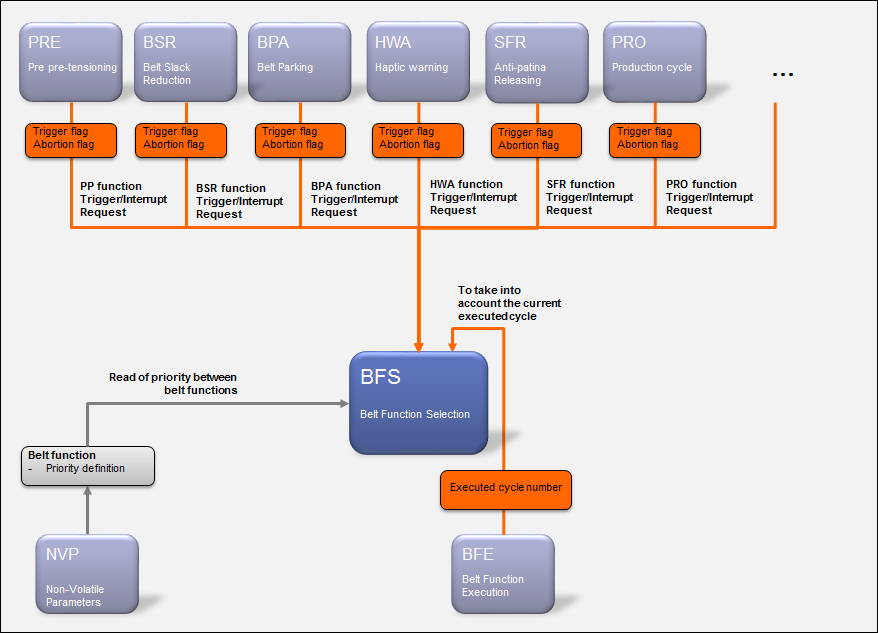 PRE
Pre pre-tensioning
BSR
Belt Slack
Reduction
BPA
Belt Parking
HWA
Haptic warning
SFR
Anti-patina
Releasing
PRO
Production cycle
...
Trigger flag
Abortion flag
Trigger flag
Abortion flag
Trigger flag
Abortion flag
Trigger flag
Abortion flag
Trigger flag
Abortion flag
Trigger flag
Abortion flag
PP function
Trigger/Interrupt
Request
BSR function
Trigger/Interrupt
Request
BPA function
Trigger/Interrupt
Request
HWA function
Trigger/Interrupt
Request
SFR function
Trigger/Interrupt
Request
PRO function
Trigger/Interrupt
Request
To take into
account the current
executed cycle
Read of priority between
belt functions
BFS
Belt Function Selection
Belt function
- Priority definition
Executed cycle number
NVP
Non-Volatile
Parameters
BFE
Belt Function
Execution